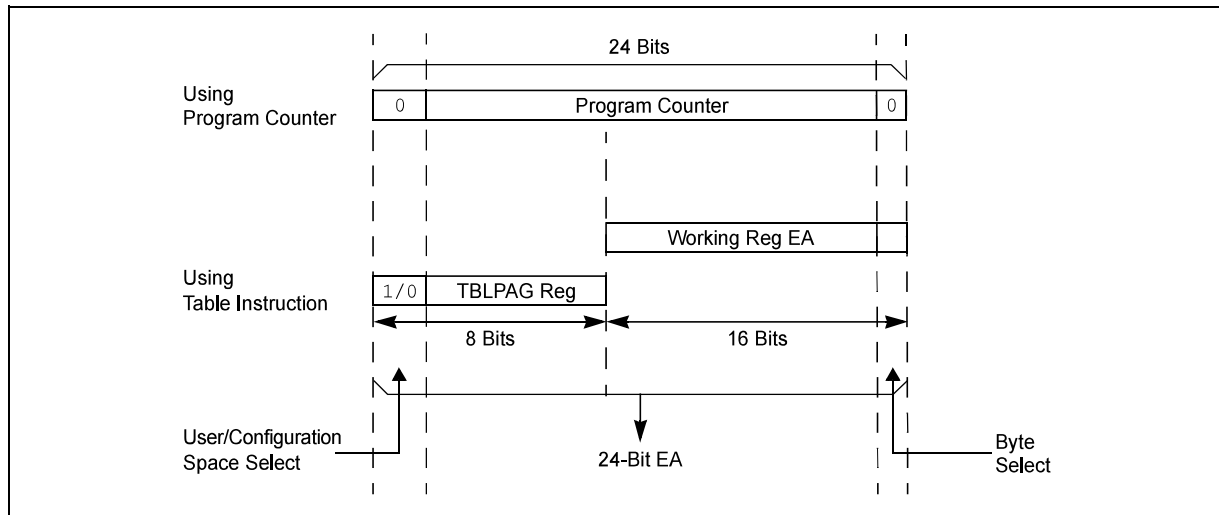 24 Bits
Using
Program Counter
0
Program Counter
0
Working Reg EA
Using
Table Instruction
1/0
TBLPAG Reg
8 Bits
16 Bits
User/Configuration
Space Select
24-Bit EA
Byte
Select